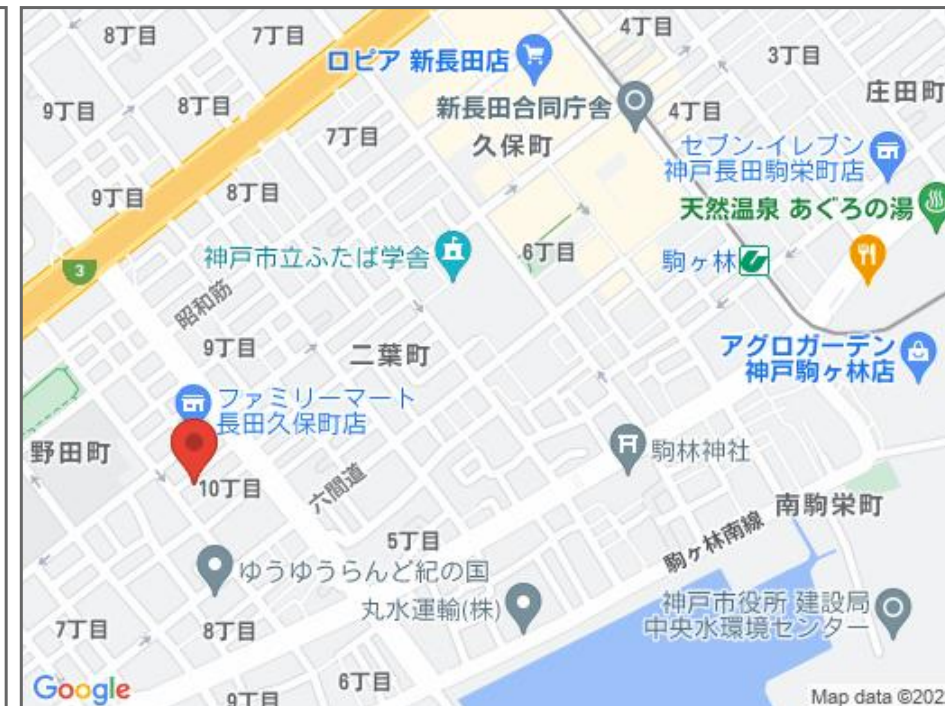 8丁目
7丁目
4丁目
ロピア 新長田店
3丁目
9丁目
8丁目
新長田合同庁舎
4丁目
庄田町
7丁目
久保町
セブン-イレブン
神戸長田駒栄町店
9丁目
8丁目
天然温泉 あぐろの湯
神戸市立ふたば学舎
6丁目
駒ヶ林
3
昭和筋
9丁目
二葉町
アグロガーデン
神戸駒ヶ林店
ファミリーマート
長田久保町店
野田町
駒林神社
10丁目
六間道
南駒栄町
5丁目
駒ヶ林南線
ゆうゆうらんど紀の国
丸水運輸(株)
神戸市役所 建設局
中央水環境センター
7丁目
8丁目
6丁目
9丁目
Google
Map data ©202